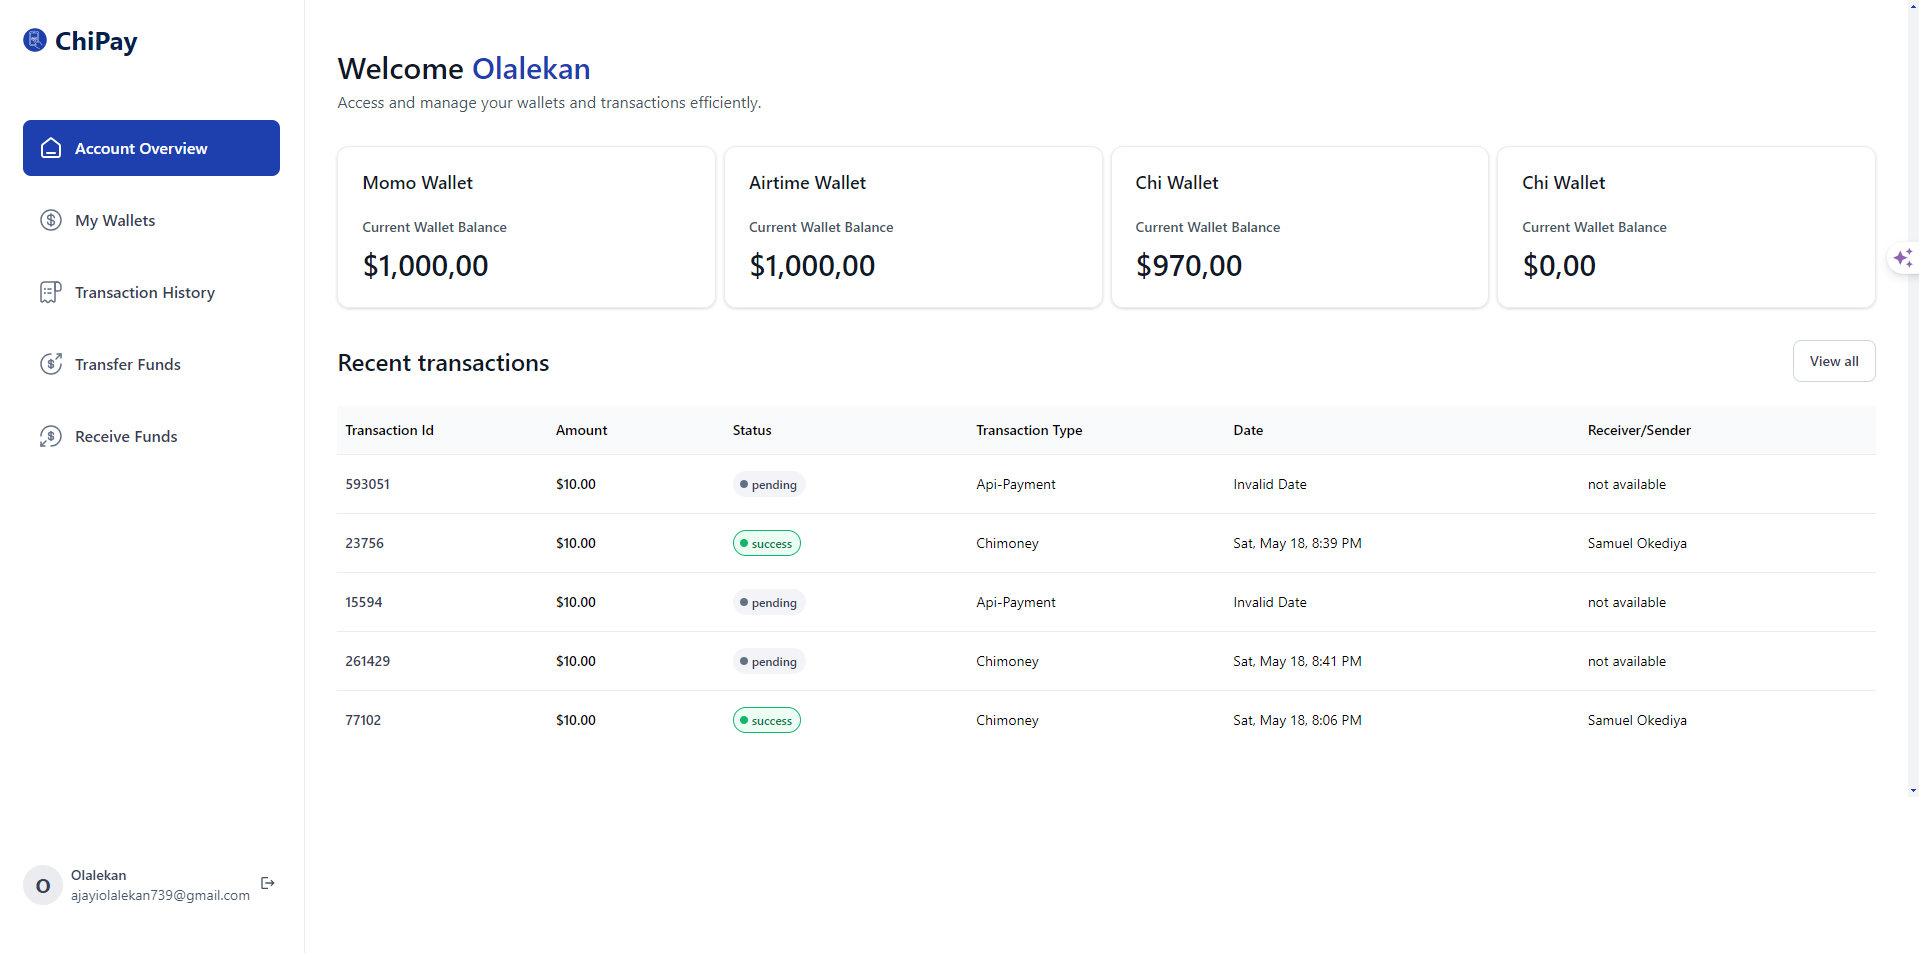 ChiPay
Account Overview
My Wallets
Transaction History
Transfer Funds
Receive Funds
O
Olalekan
ajayiolalekan739@gmail.com
Welcome Olalekan
Access and manage your wallets and transactions efficiently.
Momo Wallet
Current Wallet Balance
$1,000,00
Airtime Wallet
Current Wallet Balance
$1,000,00
Chi Wallet
Current Wallet Balance
$970,00
Chi Wallet
Current Wallet Balance
$0,00
Recent transactions
View all
Transaction Id Amount Status Transaction Type Date Receiver/Sender
593051 $10.00 pending Api-Payment Invalid Date not available
23756 $10.00 success Chimoney Sat, May 18, 8:39 PM Samuel Okediya
15594 $10.00 pending Api-Payment Invalid Date not available
261429 $10.00 pending Chimoney Sat, May 18, 8:41 PM not available
77102 $10.00 success Chimoney Sat, May 18, 8:06 PM Samuel Okediya